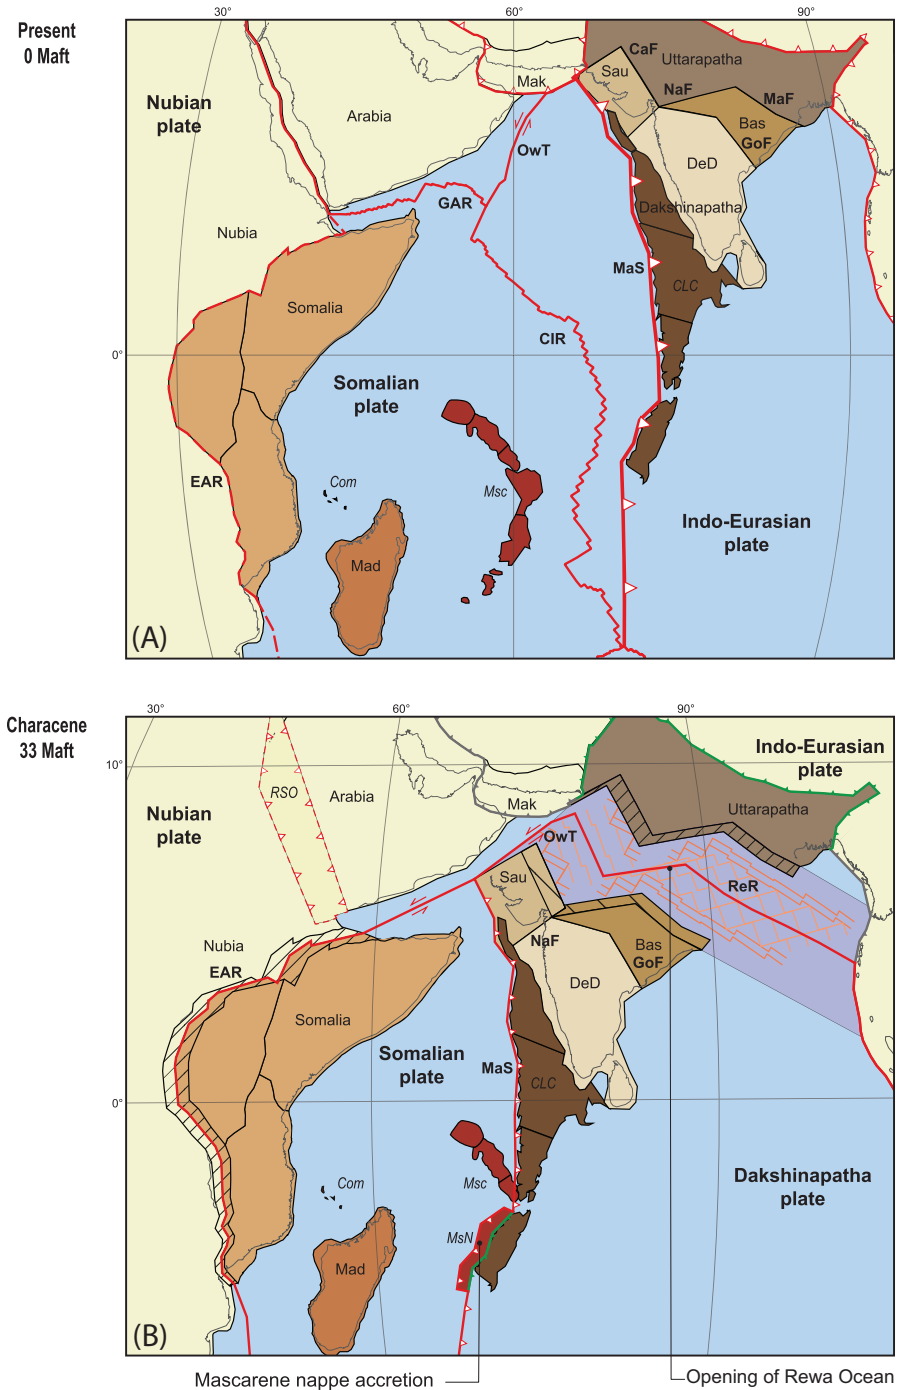 Present
0 Maft
30°
60°
90°
CaF
Uttarapatha
Sau
Mak
NaF
MaF
Nubian
plate
Arabia
Bas
GoF
OwT
DeD
GAR
Dakshinapatha
Nubia
MaS
CLC
Somalia
CIR
0°
Somalian
plate
EAR
Com
Msc
Indo-Eurasian
plate
Mad
(A)
Characene
33 Maft
30°
60°
90°
Indo-Eurasian
plate
10°
RSO
Arabia
Mak
Uttarapatha
Nubian
plate
OwT
Sau
ReR
Nubia
NaF
Bas
GoF
EAR
DeD
Somalia
Somalian
plate
MaS
CLC
0°
Com
Msc
Dakshinapatha
plate
MsN
Mad
(B)
Mascarene nappe accretion
Opening of Rewa Ocean